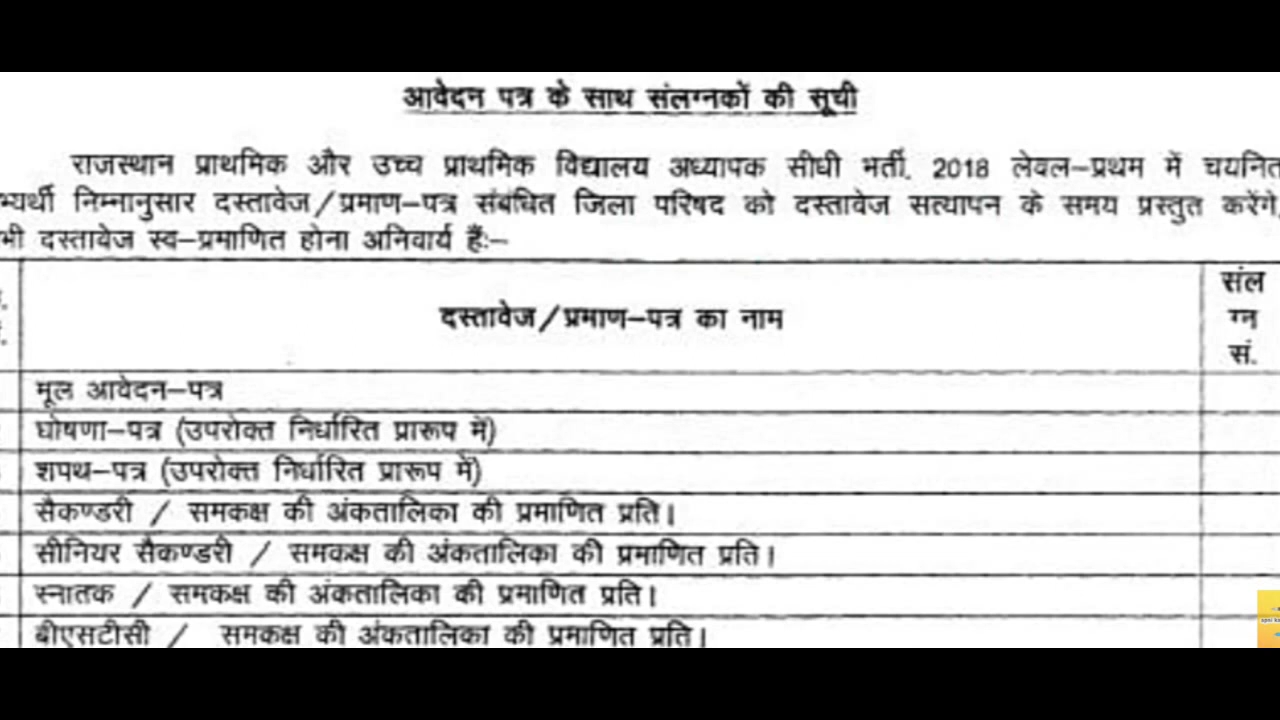 आवेदन पत्र के साथ संलग्नकों की सूची
राजस्थान प्राथमिक और उच्च प्राथमिक विद्यालय अध्यापक सीधी भर्ती. 2018 लेवल–प्रथम में चयनित
भ्यर्थी निम्नानुसार दस्तावेज/प्रमाण–पत्र संबंधित जिला परिषद को दस्तावेज सत्यापन के समय प्रस्तुत करेंगे,
भी दस्तावेज स्व–प्रमाणित होना अनिवार्य हैः–
दस्तावेज/प्रमाण–पत्र का नाम
संल
ग्न
सं.
मूल आवेदन–पत्र
घोषणा–पत्र (उपरोक्त निर्धारित प्रारूप में)
शपथ–पत्र (उपरोक्त निर्धारित प्रारूप में)
सैकण्डरी / समकक्ष की अंकतालिका की प्रमाणित प्रति।
सीनियर सैकण्डरी / समकक्ष की अंकतालिका की प्रमाणित प्रति।
स्नातक / समकक्ष की अंकतालिका की प्रमाणित प्रति।
बीएसटीसी / समकक्ष की अंकतालिका की प्रमाणित प्रति।